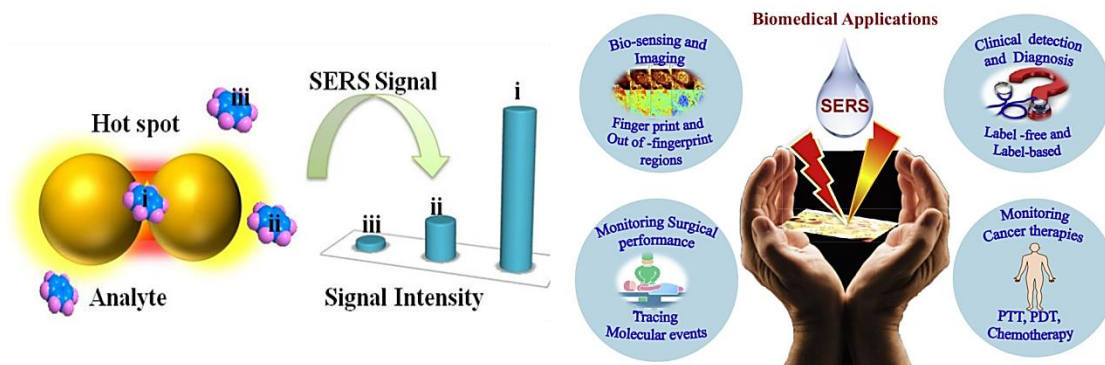 Hot spot
iii
i
ii
Analyte
SERS Signal
i
ii
iii
Signal Intensity
Biomedical Applications
SERS
Bio-sensing and
Imaging
Finger print and
Out of -fingerprint
regions
Clinical detection
and Diagnosis
Label -free and
Label-based
Monitoring Surgical
performance
Tracing
Molecular events
Monitoring
Cancer therapies
PTT, PDT,
Chemotherapy